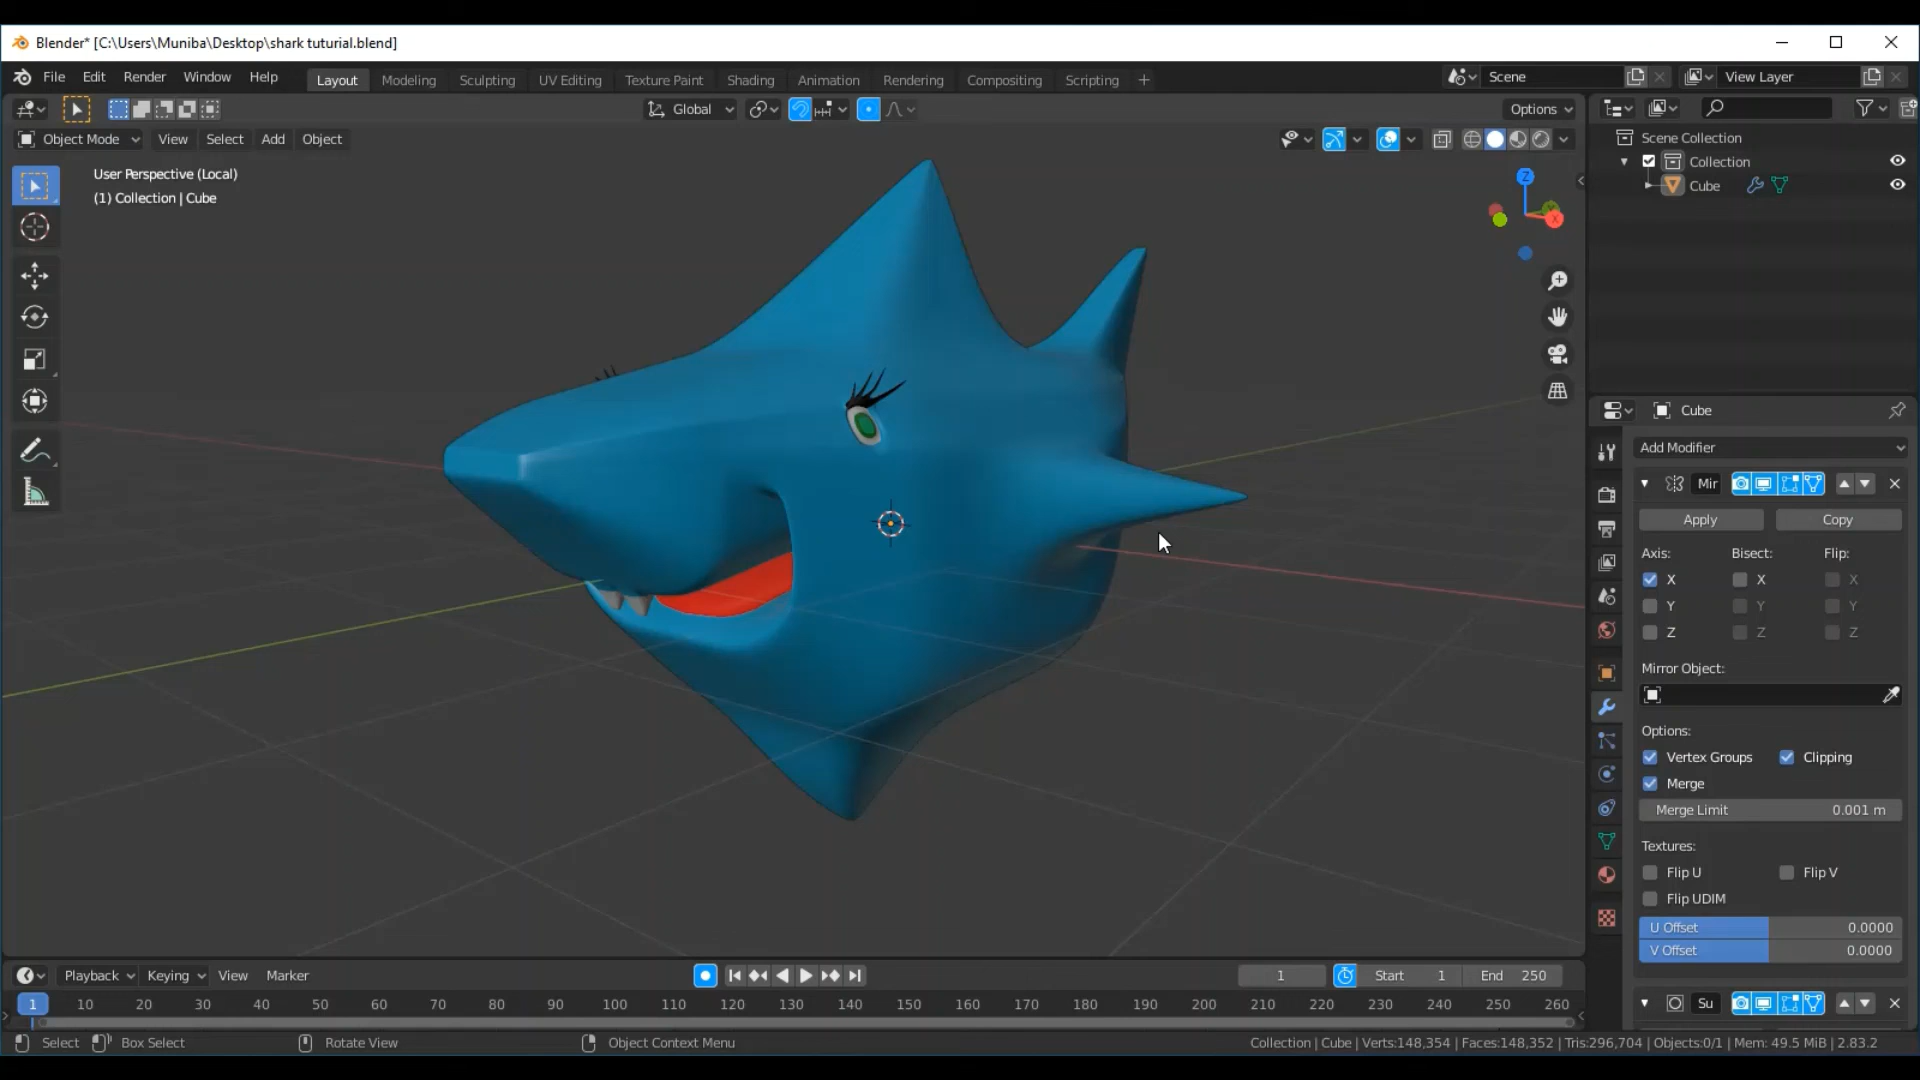 Blender* [C:\Users\Muniba\Desktop\shark tuturial.blend]
File Edit Render Window Help Layout Modeling Sculpting UV Editing Texture Paint Shading Animation Rendering Compositing Scripting + Scene View Layer
Global Options
Object Mode View Select Add Object
User Perspective (Local)
(1) Collection | Cube
Z
X
Y
Scene Collection
Collection
Cube
Cube
Add Modifier
Mir
Apply Copy
Axis: Bisect: Flip:
X X X
Y Y Y
Z Z Z
Mirror Object:
Options:
Vertex Groups Clipping
Merge
Merge Limit 0.001 m
Textures:
Flip U Flip V
Flip UDIM
U Offset 0.0000
V Offset 0.0000
Su
Playback Keying View Marker 1 Start 1 End 250
1 10 20 30 40 50 60 70 80 90 100 110 120 130 140 150 160 170 180 190 200 210 220 230 240 250 260
Select Box Select Rotate View Object Context Menu Collection | Cube | Verts:148,354 | Faces:148,352 | Tris:296,704 | Objects:0/1 | Mem: 49.5 MiB | 2.83.2